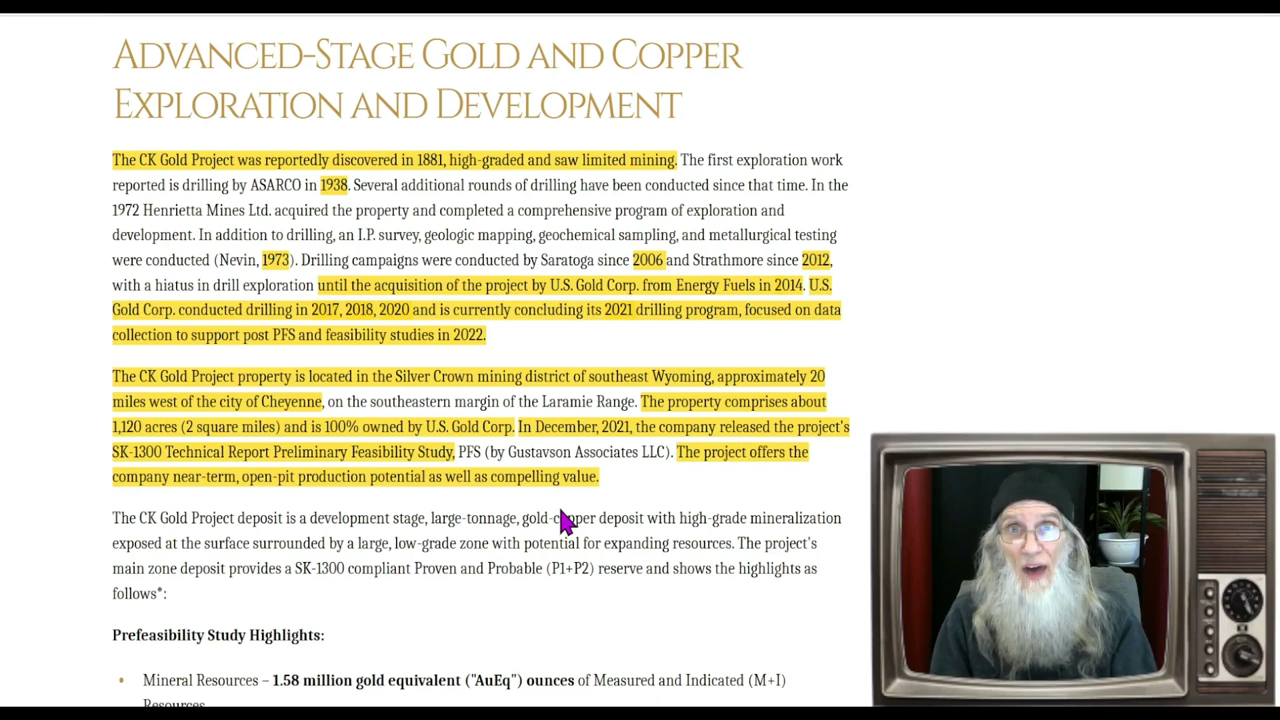 ADVANCED-STAGE GOLD AND COPPER
EXPLORATION AND DEVELOPMENT
The CK Gold Project was reportedly discovered in 1881, high-graded and saw limited mining. The first exploration work
reported is drilling by ASARCO in 1938. Several additional rounds of drilling have been conducted since that time. In the
1972 Henrietta Mines Ltd. acquired the property and completed a comprehensive program of exploration and
development. In addition to drilling, an I.P. survey, geologic mapping, geochemical sampling, and metallurgical testing
were conducted (Nevin, 1973). Drilling campaigns were conducted by Saratoga since 2006 and Strathmore since 2012,
with a hiatus in drill exploration until the acquisition of the project by U.S. Gold Corp. from Energy Fuels in 2014. U.S.
Gold Corp. conducted drilling in 2017, 2018, 2020 and is currently concluding its 2021 drilling program, focused on data
collection to support post PFS and feasibility studies in 2022.
The CK Gold Project property is located in the Silver Crown mining district of southeast Wyoming, approximately 20
miles west of the city of Cheyenne, on the southeastern margin of the Laramie Range. The property comprises about
1,120 acres (2 square miles) and is 100% owned by U.S. Gold Corp. In December, 2021, the company released the project's
SK-1300 Technical Report Preliminary Feasibility Study, PFS (by Gustavson Associates LLC). The project offers the
company near-term, open-pit production potential as well as compelling value.
The CK Gold Project deposit is a development stage, large-tonnage, gold-copper deposit with high-grade mineralization
exposed at the surface surrounded by a large, low-grade zone with potential for expanding resources. The project's
main zone deposit provides a SK-1300 compliant Proven and Probable (P1+P2) reserve and shows the highlights as
follows*:
Prefeasibility Study Highlights:
• Mineral Resources – 1.58 million gold equivalent ("AuEq") ounces of Measured and Indicated (M+I)
Resources